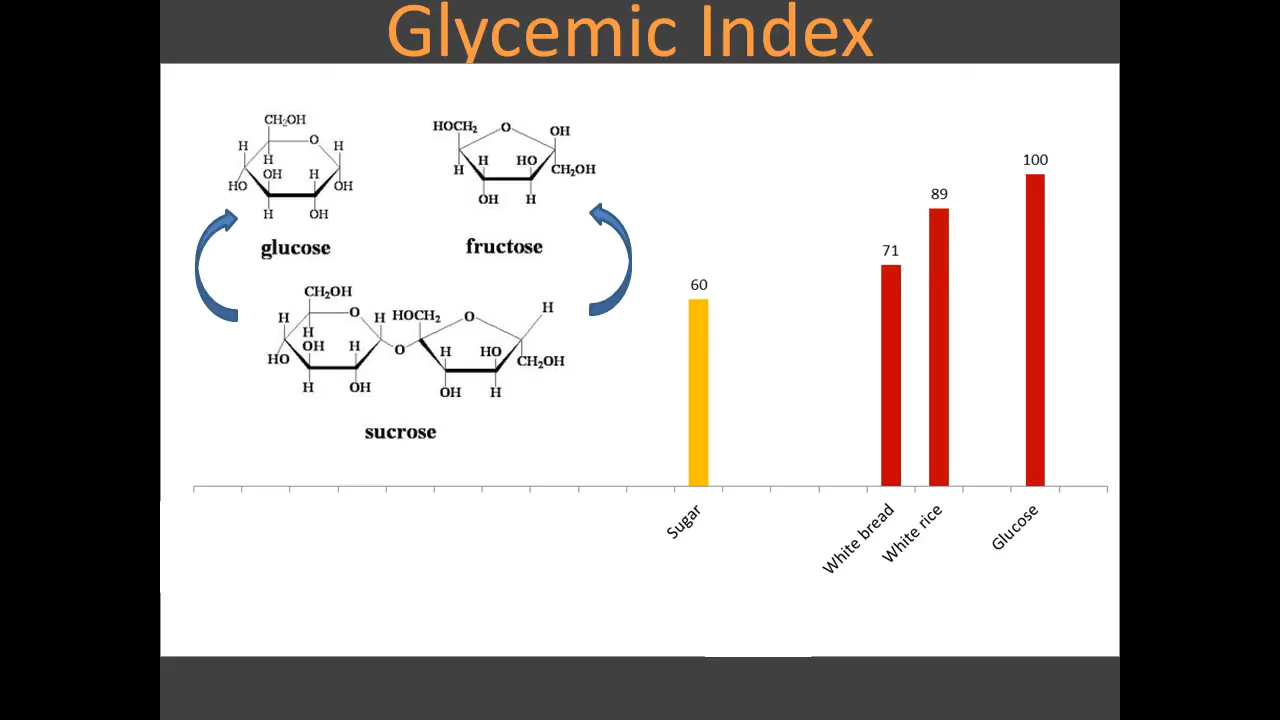 Glycemic Index
CH₂OH
O
H
H
H
OH
H
HO
OH
H
OH
glucose
HOCH₂
O
OH
H
HO
H
CH₂OH
OH
H
fructose
CH₂OH
O
H
H
H
OH
H
HO
H
OH
O
HOCH₂
O
H
H
HO
CH₂OH
OH
H
sucrose
60
71
89
100
Sugar
White bread
White rice
Glucose